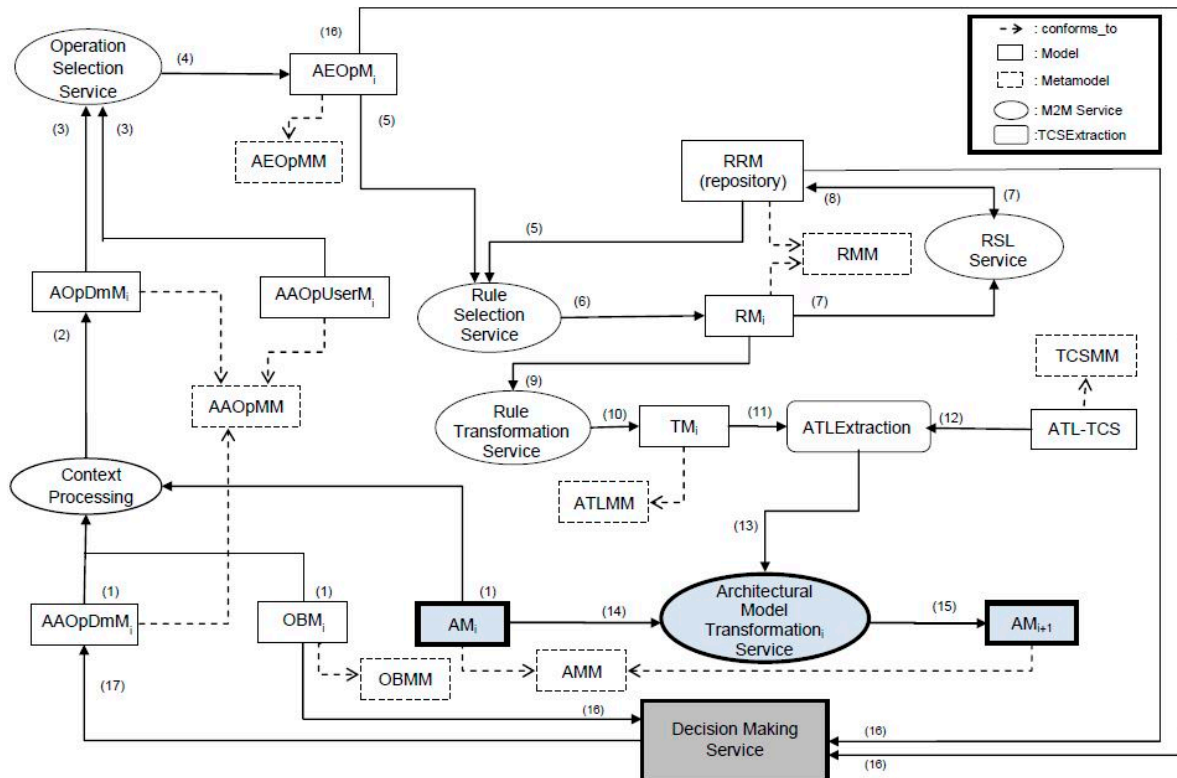 (16)
- - > : conforms_to
: Model
: Metamodel
: M2M Service
:TCSExtraction
Operation
Selection
Service
(4)
AEOpMi
(3)
(3)
(5)
AEOpMM
RRM
(repository)
(8)
(7)
(5)
RMM
RSL
Service
AOpDmMi
AAOpUserMi
Rule
Selection
Service
(6)
RMi
(7)
(2)
TCSMM
AAOpMM
(9)
Rule
Transformation
Service
(10)
TMi
(11)
ATLExtraction
(12)
ATL-TCS
Context
Processing
ATLMM
(13)
(1)
(1)
(1)
AAOpDmMi
OBMi
AMi
(14)
Architectural
Model
Transformationi
Service
(15)
AMi+1
OBMM
AMM
(17)
(16)
Decision Making
Service
(16)
(16)